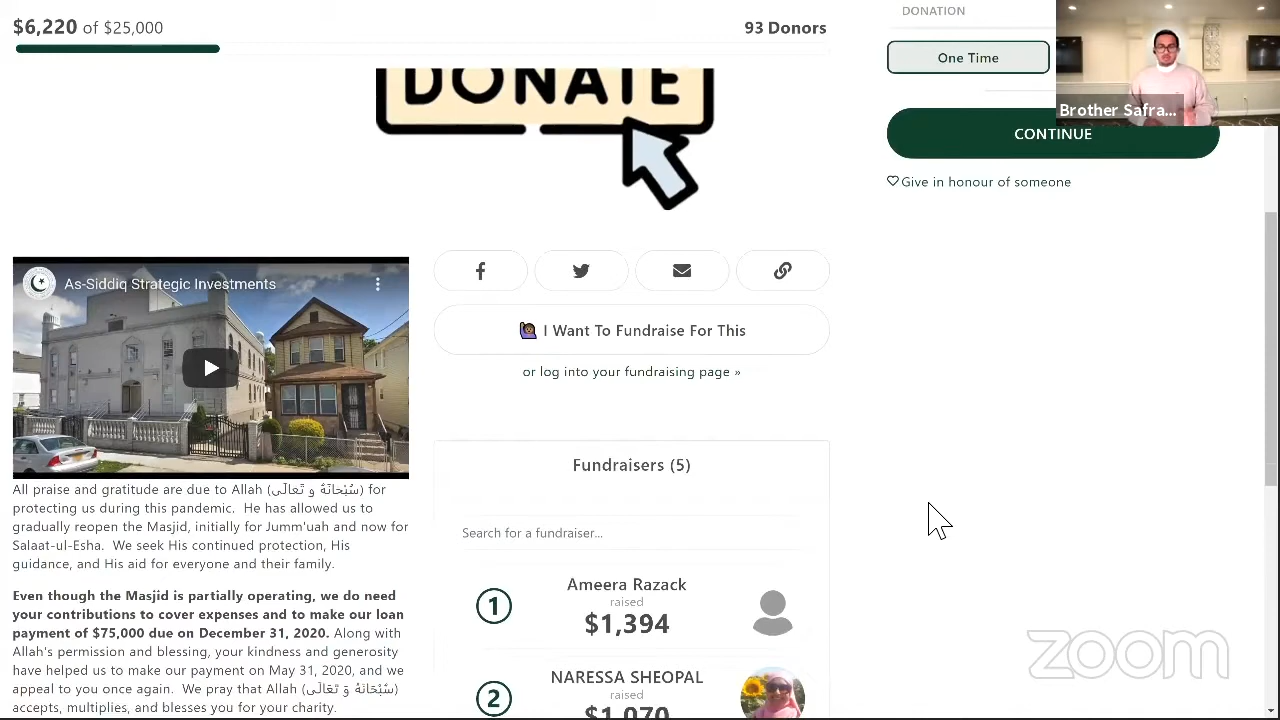 $6,220 of $25,000
93 Donors
DONATE
DONATION
One Time
CONTINUE
Give in honour of someone
Brother Safra...
As-Siddiq Strategic Investments
All praise and gratitude are due to Allah (سُبْحَانَهُ و تَعَالَى) for
protecting us during this pandemic. He has allowed us to
gradually reopen the Masjid, initially for Jumm'uah and now for
Salaat-ul-Esha. We seek His continued protection, His
guidance, and His aid for everyone and their family.
Even though the Masjid is partially operating, we do need
your contributions to cover expenses and to make our loan
payment of $75,000 due on December 31, 2020. Along with
Allah's permission and blessing, your kindness and generosity
have helped us to make our payment on May 31, 2020, and we
appeal to you once again. We pray that Allah (سُبْحَانَهُ وَ تَعَالَى)
accepts, multiplies, and blesses you for your charity.
I Want To Fundraise For This
or log into your fundraising page »
Fundraisers (5)
Search for a fundraiser...
1
Ameera Razack
raised
$1,394
2
NARESSA SHEOPAL
raised
$1,070
zoom